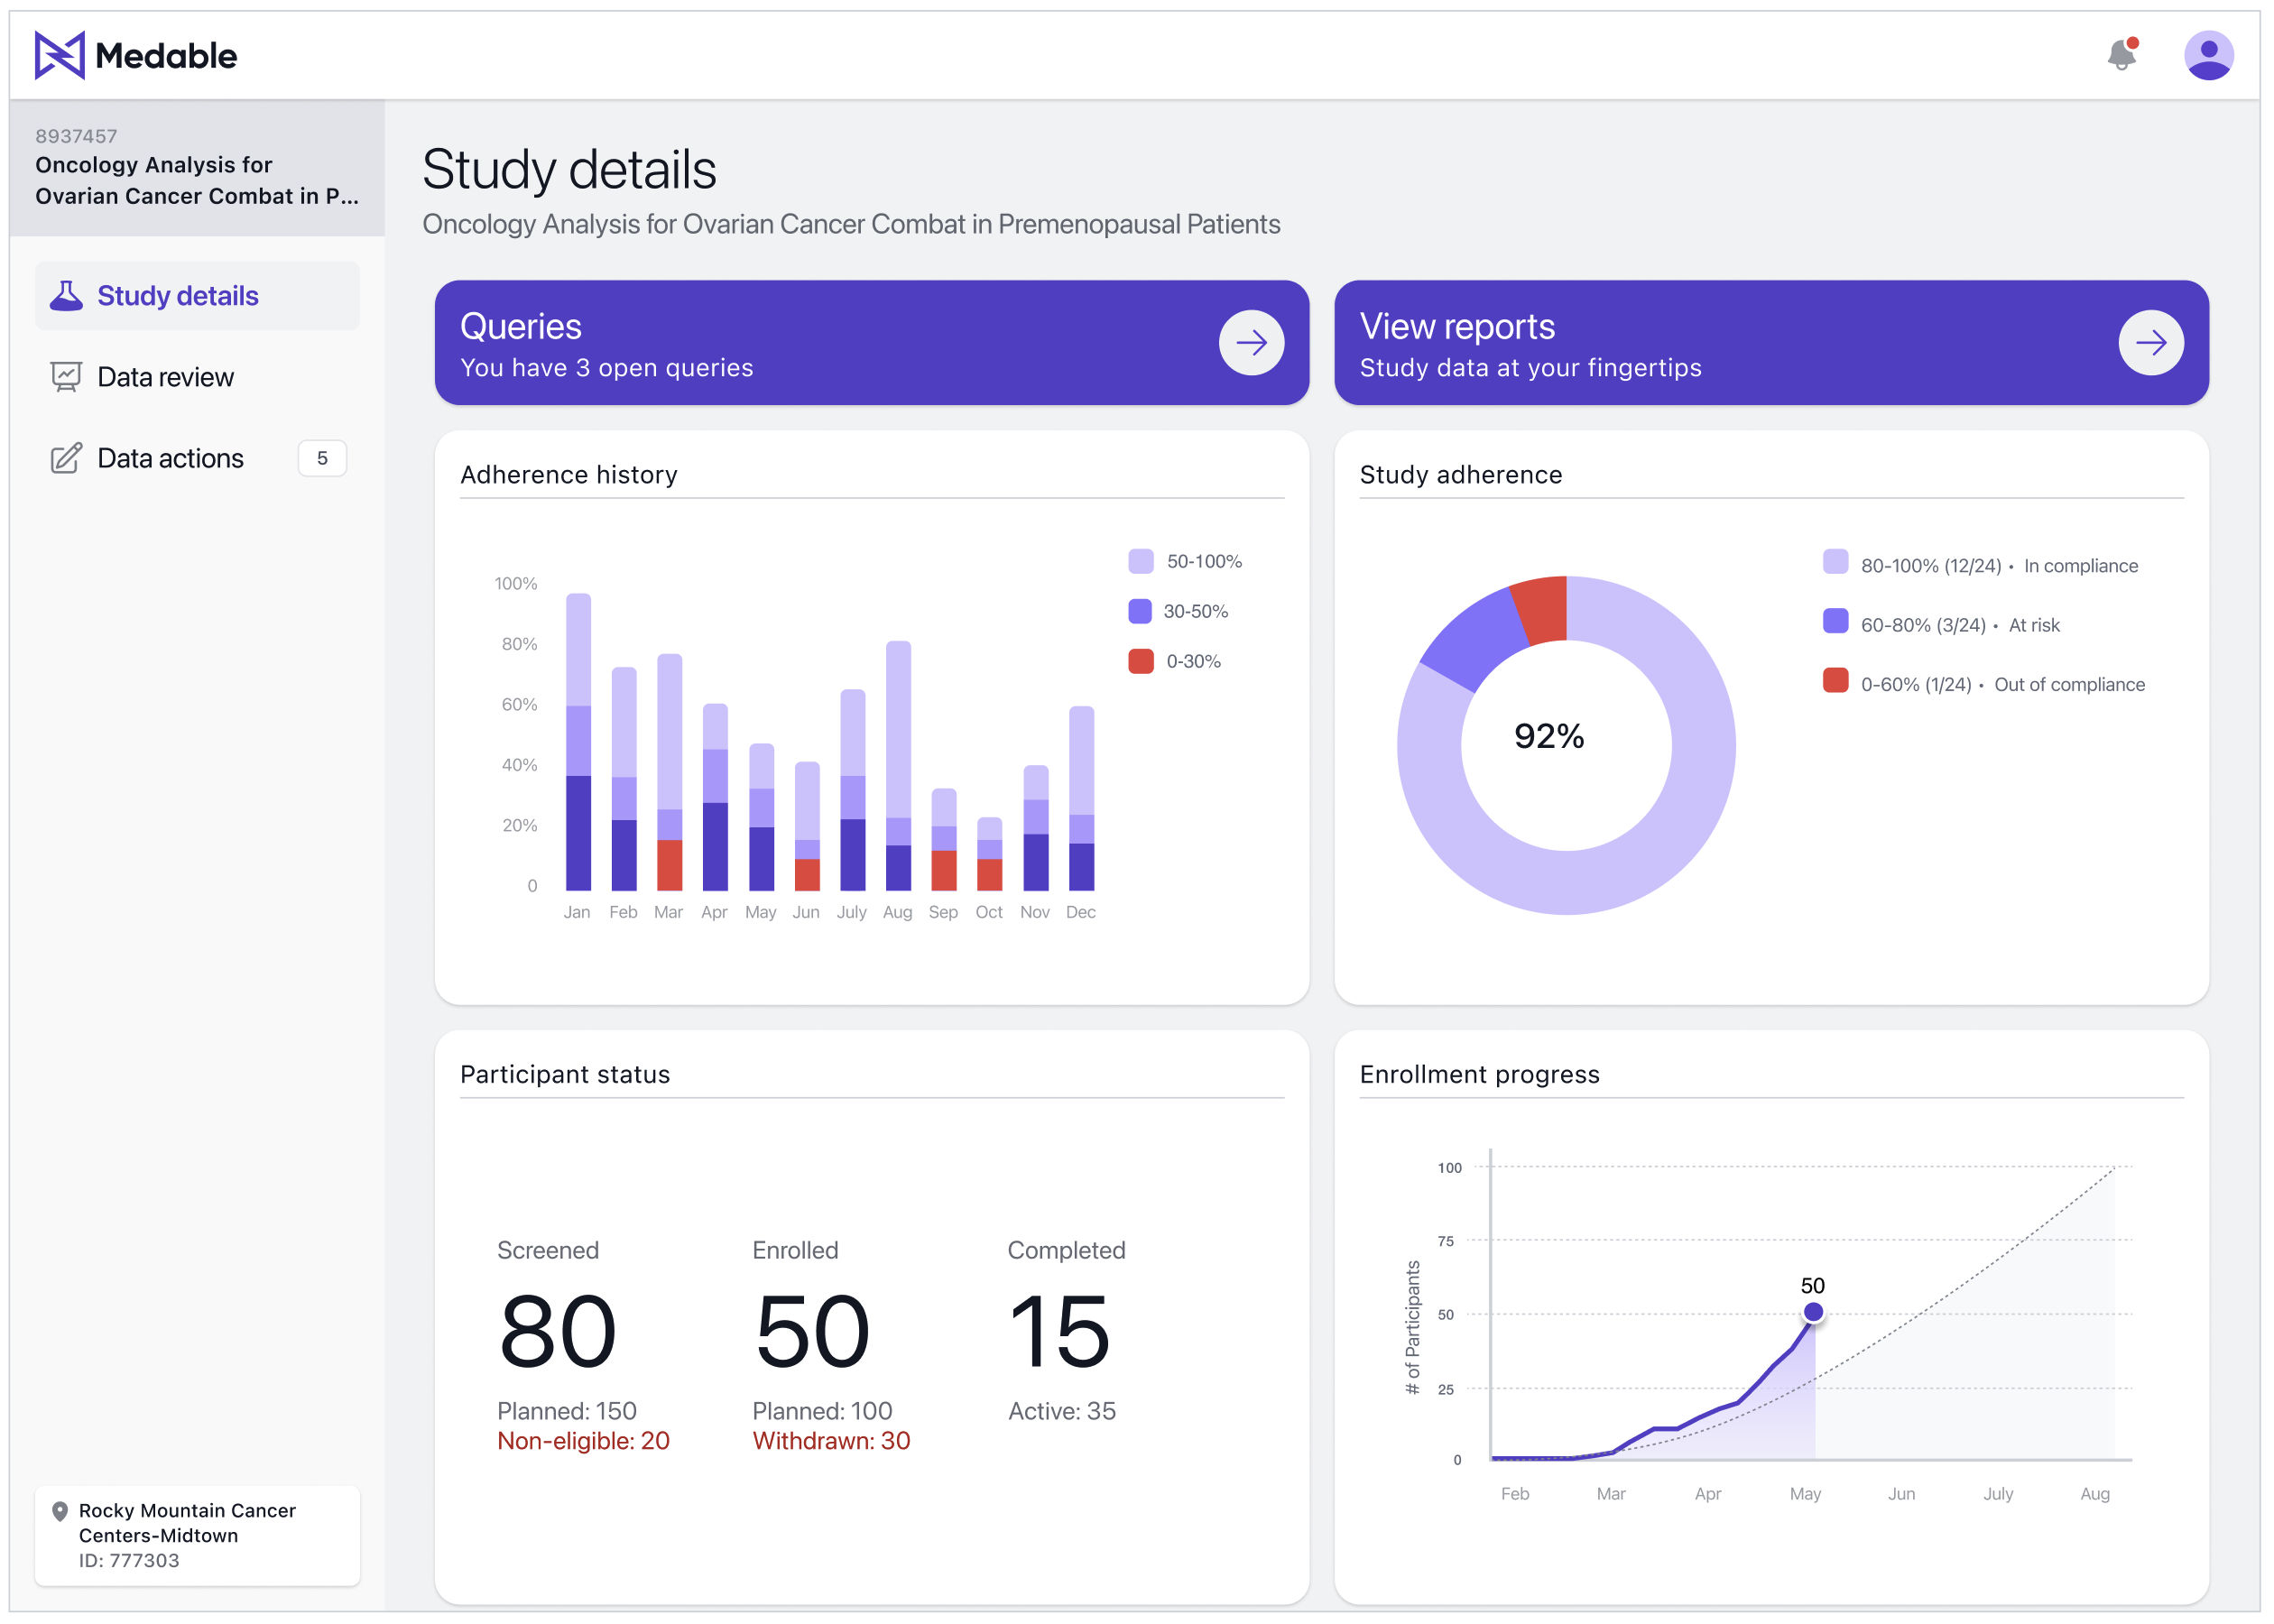 Medable
8937457
Oncology Analysis for
Ovarian Cancer Combat in P...
Study details
Data review
Data actions
5
Rocky Mountain Cancer
Centers-Midtown
ID: 777303
Study details
Oncology Analysis for Ovarian Cancer Combat in Premenopausal Patients
Queries
You have 3 open queries
View reports
Study data at your fingertips
Adherence history
50-100%
30-50%
0-30%
100%
80%
60%
40%
20%
0
Jan Feb Mar Apr May Jun July Aug Sep Oct Nov Dec
Study adherence
80-100% (12/24) • In compliance
60-80% (3/24) • At risk
0-60% (1/24) • Out of compliance
92%
Participant status
Screened
80
Planned: 150
Non-eligible: 20
Enrolled
50
Planned: 100
Withdrawn: 30
Completed
15
Active: 35
Enrollment progress
# of Participants
100
75
50
25
0
50
Feb Mar Apr May Jun July Aug